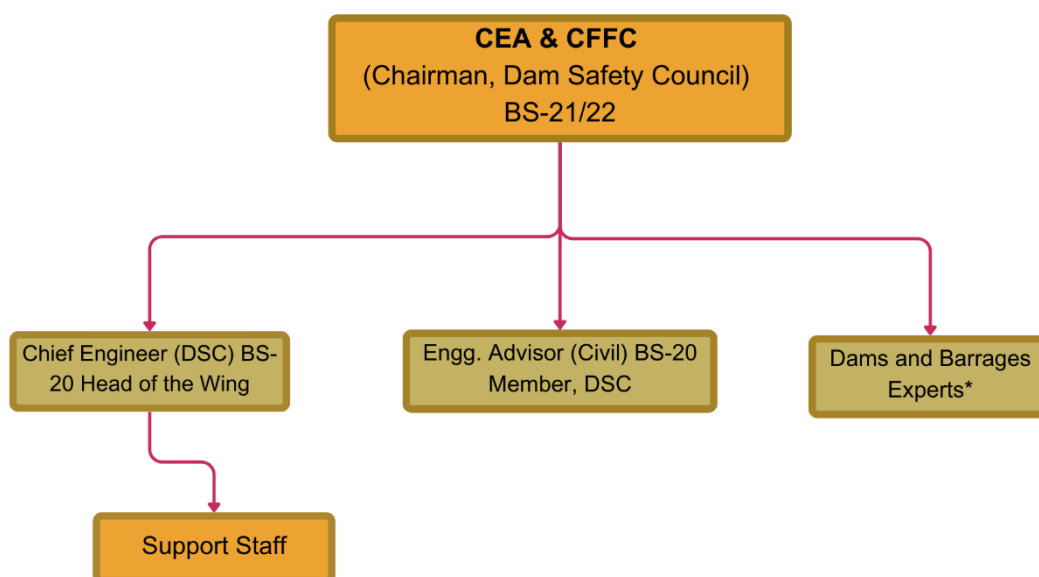 CEA & CFFC
(Chairman, Dam Safety Council)
BS-21/22
Chief Engineer (DSC) BS-
20 Head of the Wing
Engg. Advisor (Civil) BS-20
Member, DSC
Dams and Barrages
Experts*
Support Staff